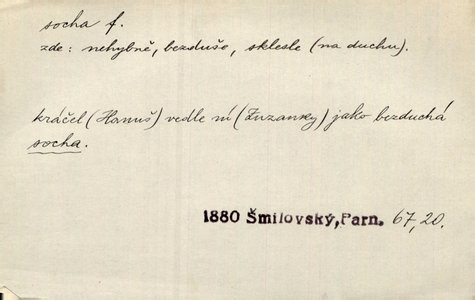 socha f.
zde: nehybně, bezduše, sklesle (na duchu).
kráčel (Hanuš) vedle ní (Zuzanky) jako bezduchá
socha.
1880 Šmilovský, Parn. 67, 20.